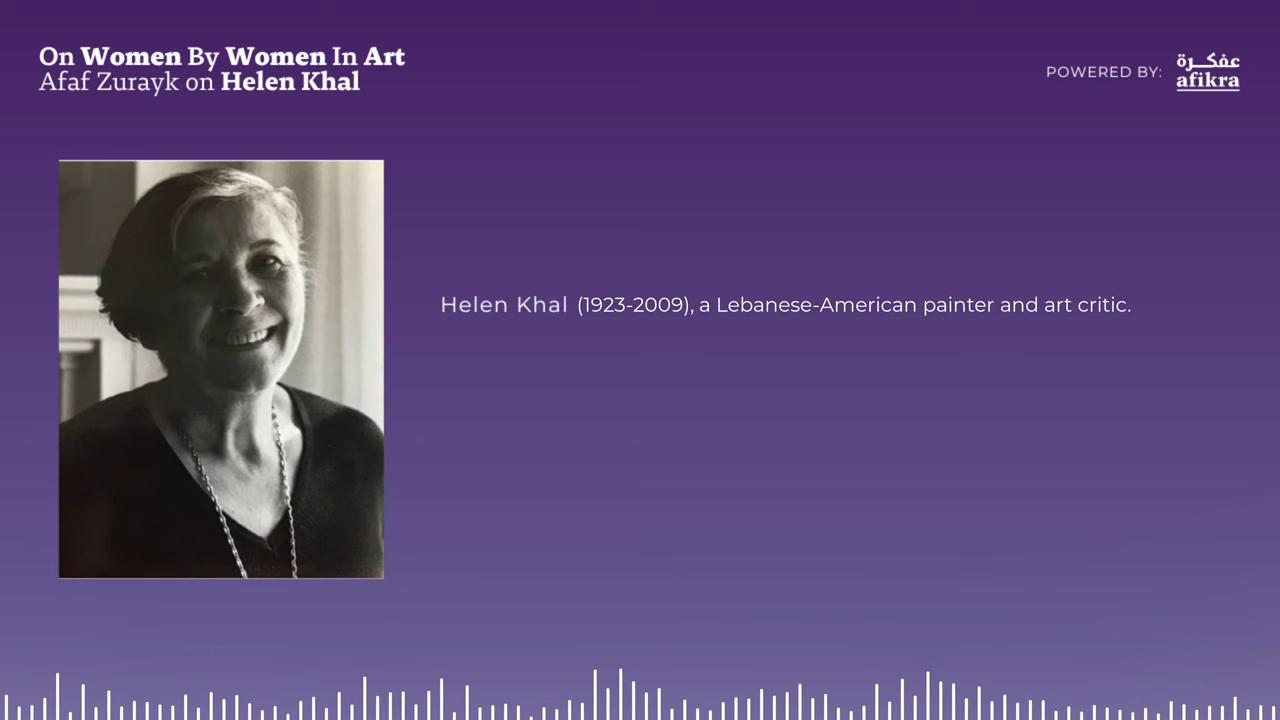 On Women By Women In Art
Afaf Zurayk on Helen Khal
POWERED BY:
عفكرة
afikra
Helen Khal (1923-2009), a Lebanese-American painter and art critic.